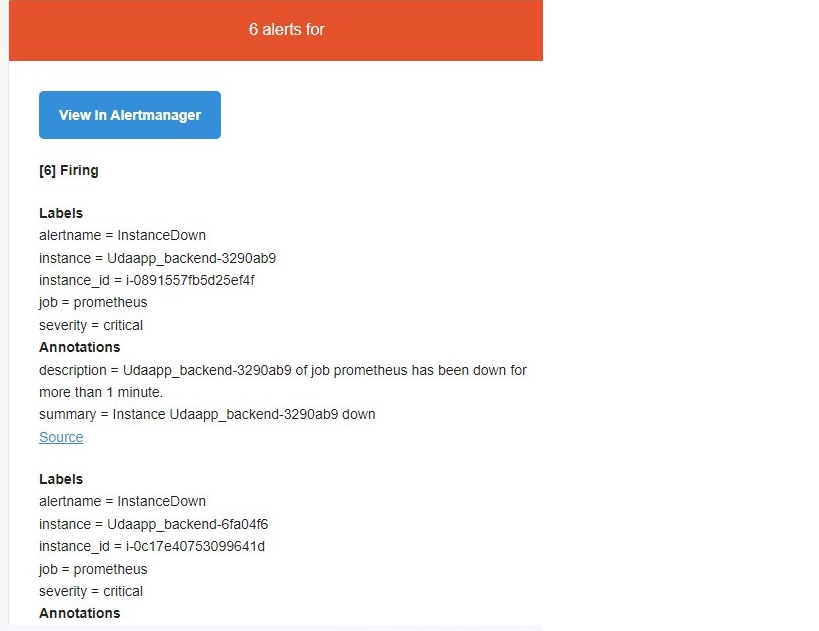 6 alerts for
View In Alertmanager
[6] Firing
Labels
alertname = InstanceDown
instance = Udaapp_backend-3290ab9
instance_id = i-0891557fb5d25ef4f
job = prometheus
severity = critical
Annotations
description = Udaapp_backend-3290ab9 of job prometheus has been down for
more than 1 minute.
summary = Instance Udaapp_backend-3290ab9 down
Source
Labels
alertname = InstanceDown
instance = Udaapp_backend-6fa04f6
instance_id = i-0c17e40753099641d
job = prometheus
severity = critical
Annotations